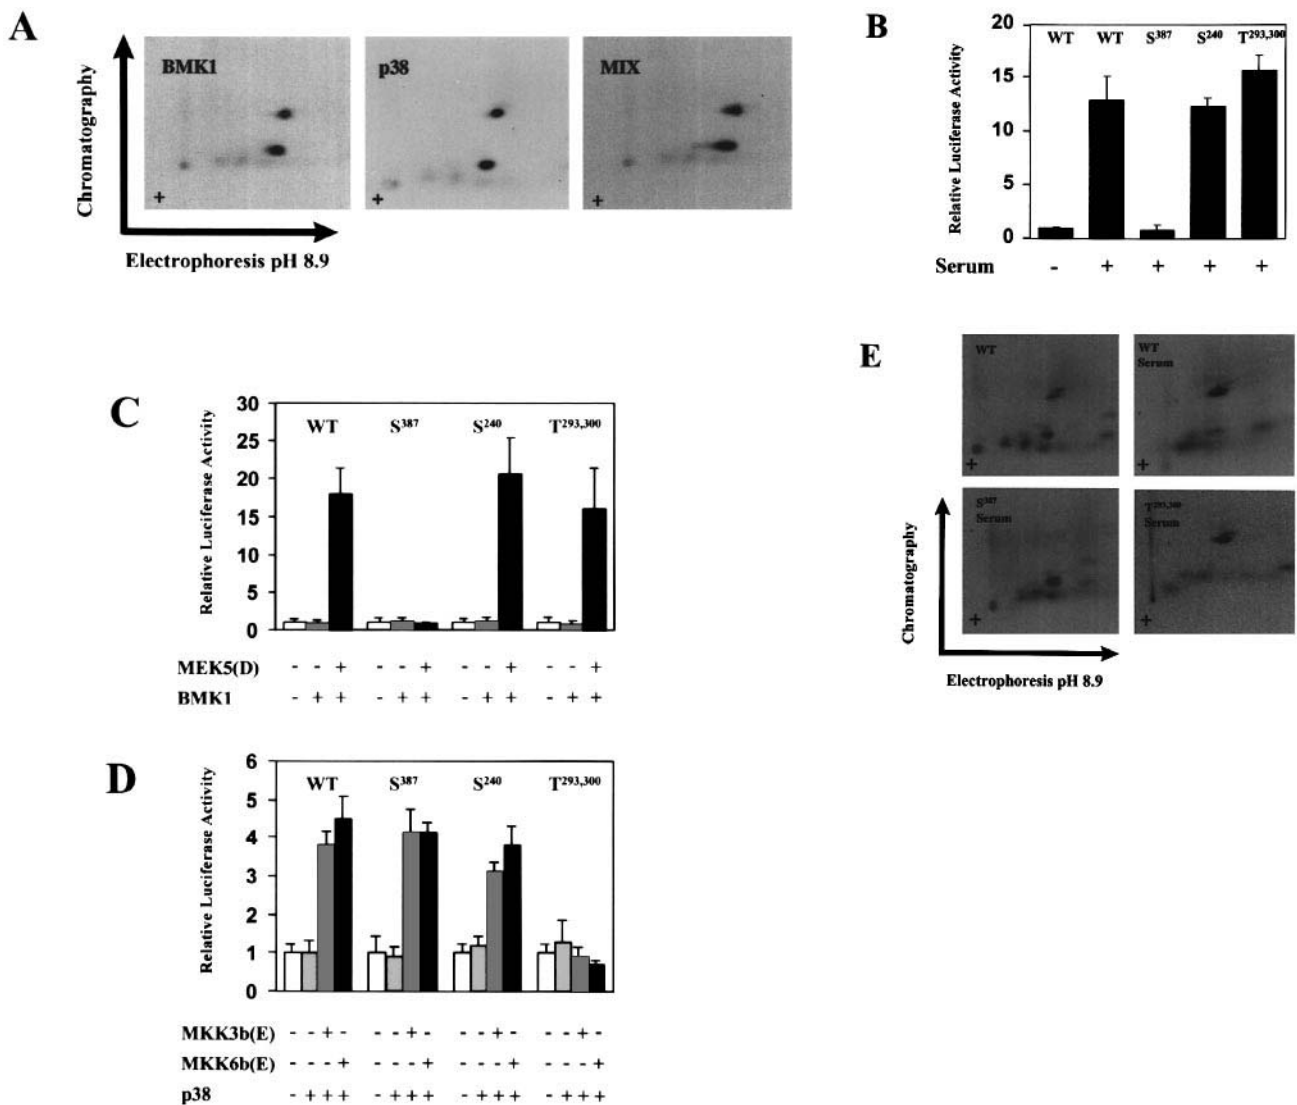 A
BMK1
p38
MIX
+
+
+
Chromatography
Electrophoresis pH 8.9
B
20
15
10
5
0
Relative Luciferase Activity
WT WT S387 S240 T293,300
Serum - + + + +
C
30
25
20
15
10
5
0
Relative Luciferase Activity
WT S387 S240 T293,300
MEK5(D) - - + - - + - - + - - +
BMK1 - + + - + + - + + - + +
D
6
5
4
3
2
1
0
Relative Luciferase Activity
WT S387 S240 T293,300
MKK3b(E) - - + - - - + - - - + - - - + -
MKK6b(E) - - - + - - - + - - - + - - - +
p38 - + + + - + + + - + + + - + + +
E
WT
+
WT
Serum
+
S387
Serum
+
T293,300
Serum
+
Chromatography
Electrophoresis pH 8.9